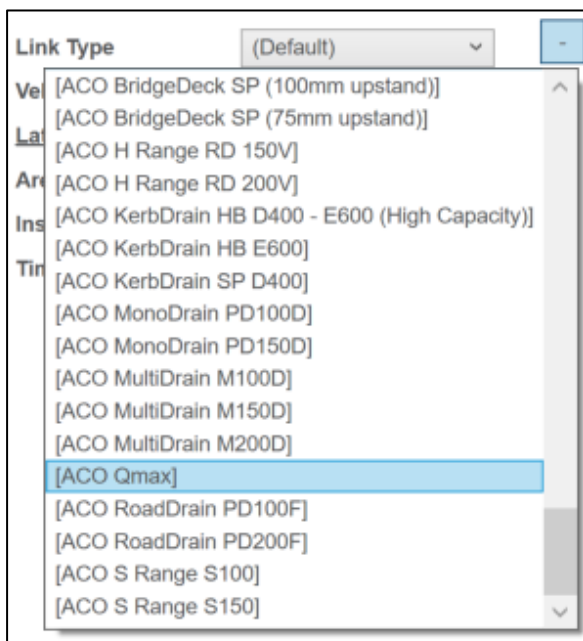 Link Type (Default) -
Vel
[ACO BridgeDeck SP (100mm upstand)]
[ACO BridgeDeck SP (75mm upstand)]
Lat
[ACO H Range RD 150V]
Are
[ACO H Range RD 200V]
Ins
[ACO KerbDrain HB D400 - E600 (High Capacity)]
[ACO KerbDrain HB E600]
Tim
[ACO KerbDrain SP D400]
[ACO MonoDrain PD100D]
[ACO MonoDrain PD150D]
[ACO MultiDrain M100D]
[ACO MultiDrain M150D]
[ACO MultiDrain M200D]
[ACO Qmax]
[ACO RoadDrain PD100F]
[ACO RoadDrain PD200F]
[ACO S Range S100]
[ACO S Range S150]